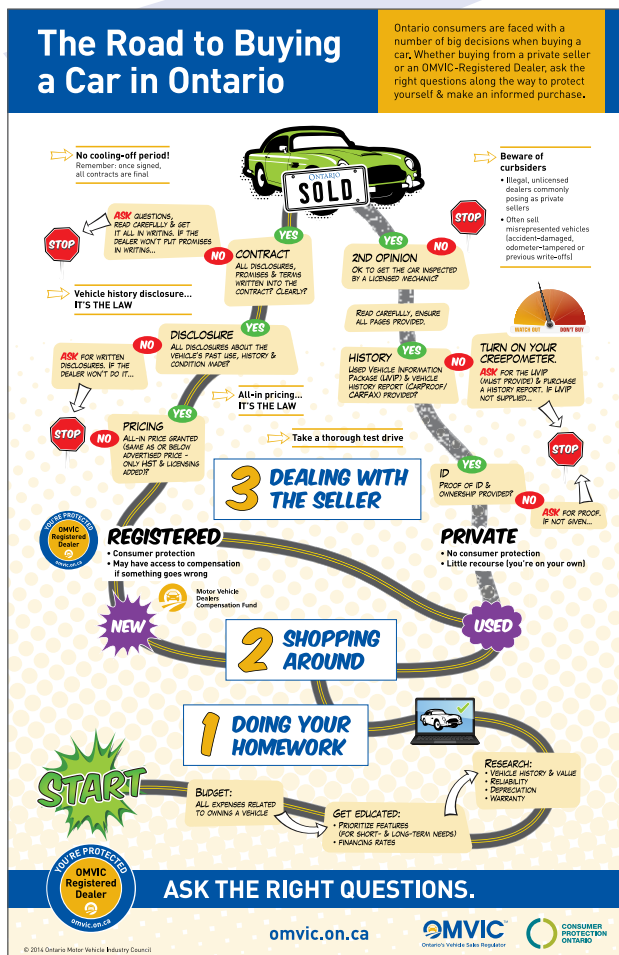 The Road to Buying
a Car in Ontario
Ontario consumers are faced with a
number of big decisions when buying a
car. Whether buying from a private seller
or an OMVIC-Registered Dealer, ask the
right questions along the way to protect
yourself & make an informed purchase.
No cooling-off period!
Remember: once signed,
all contracts are final
ONTARIO
SOLD
Beware of
curbsiders
• Illegal, unlicensed
dealers commonly
posing as private
sellers
• Often sell
misrepresented vehicles
(accident-damaged,
odometer-tampered or
previous write-offs)
ASK QUESTIONS,
READ CAREFULLY & GET
IT ALL IN WRITING. IF THE
DEALER WON'T PUT PROMISES
IN WRITING...
STOP
NO
YES
CONTRACT
ALL DISCLOSURES,
PROMISES & TERMS
WRITTEN INTO THE
CONTRACT? CLEARLY?
YES
NO
STOP
2ND OPINION
OK TO GET THE CAR INSPECTED
BY A LICENSED MECHANIC?
Vehicle history disclosure...
IT'S THE LAW
READ CAREFULLY, ENSURE
ALL PAGES PROVIDED.
WATCH OUT
DON'T BUY
YES
DISCLOSURE
ALL DISCLOSURES ABOUT THE
VEHICLE'S PAST USE, HISTORY &
CONDITION MADE?
NO
ASK FOR WRITTEN
DISCLOSURES. IF THE
DEALER WON'T DO IT...
STOP
YES
HISTORY
USED VEHICLE INFORMATION
PACKAGE (UVIP) & VEHICLE
HISTORY REPORT (CARPROOF/
CARFAX) PROVIDED?
NO
TURN ON YOUR
CREEPOMETER.
ASK FOR THE UVIP
(MUST PROVIDE) & PURCHASE
A HISTORY REPORT. IF UVIP
NOT SUPPLIED...
STOP
All-in pricing...
IT'S THE LAW
YES
NO
PRICING
ALL-IN PRICE GRANTED
(SAME AS OR BELOW
ADVERTISED PRICE -
ONLY HST & LICENSING
ADDED)?
Take a thorough test drive
YES
ID
PROOF OF ID &
OWNERSHIP PROVIDED?
NO
ASK FOR PROOF.
IF NOT GIVEN...
3 DEALING WITH
THE SELLER
YOU'RE PROTECTED
OMVIC
Registered
Dealer
omvic.on.ca
REGISTERED
• Consumer protection
• May have access to compensation
if something goes wrong
Motor Vehicle
Dealers
Compensation Fund
PRIVATE
• No consumer protection
• Little recourse (you're on your own)
NEW
USED
2 SHOPPING
AROUND
1 DOING YOUR
HOMEWORK
START
BUDGET:
ALL EXPENSES RELATED
TO OWNING A VEHICLE
GET EDUCATED:
• PRIORITIZE FEATURES
(FOR SHORT- & LONG-TERM NEEDS)
• FINANCING RATES
RESEARCH:
• VEHICLE HISTORY & VALUE
• RELIABILITY
• DEPRECIATION
• WARRANTY
YOU'RE PROTECTED
OMVIC
Registered
Dealer
omvic.on.ca
ASK THE RIGHT QUESTIONS.
omvic.on.ca
OMVIC™
Ontario's Vehicle Sales Regulator
CONSUMER
PROTECTION
ONTARIO
© 2014 Ontario Motor Vehicle Industry Council